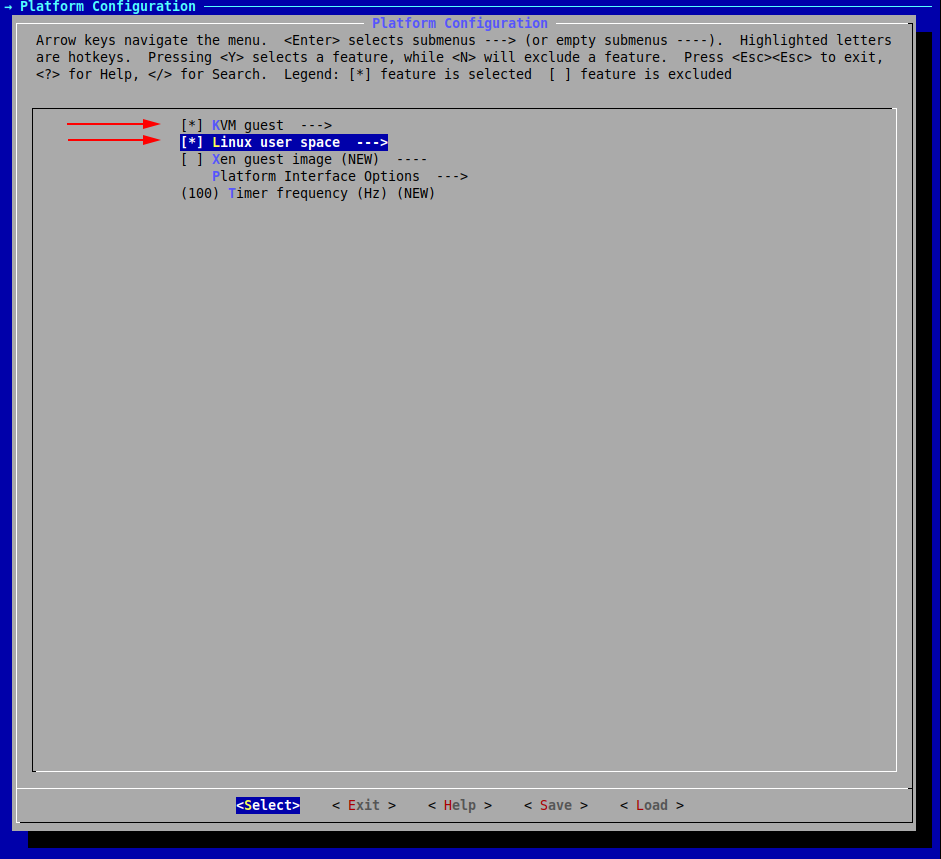 → Platform Configuration
Platform Configuration
Arrow keys navigate the menu.  <Enter> selects submenus ---> (or empty submenus ----).  Highlighted letters
are hotkeys.  Pressing <Y> selects a feature, while <N> will exclude a feature.  Press <Esc><Esc> to exit,
<?> for Help, </> for Search.  Legend: [*] feature is selected  [ ] feature is excluded
[*] KVM guest  --->
[*] Linux user space  --->
[ ] Xen guest image (NEW)  ----
Platform Interface Options  --->
(100) Timer frequency (Hz) (NEW)
<Select>    < Exit >    < Help >    < Save >    < Load >